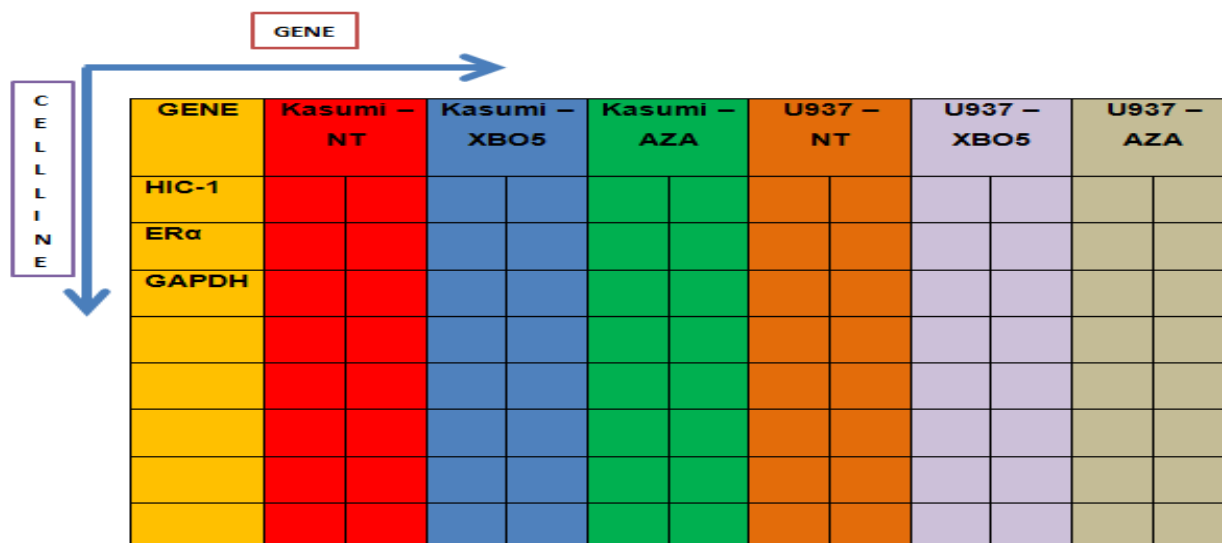 GENE
C
E
L
L
L
I
N
E
GENE
Kasumi –
NT
Kasumi –
XBO5
Kasumi –
AZA
U937 –
NT
U937 –
XBO5
U937 –
AZA
HIC-1
ERα
GAPDH